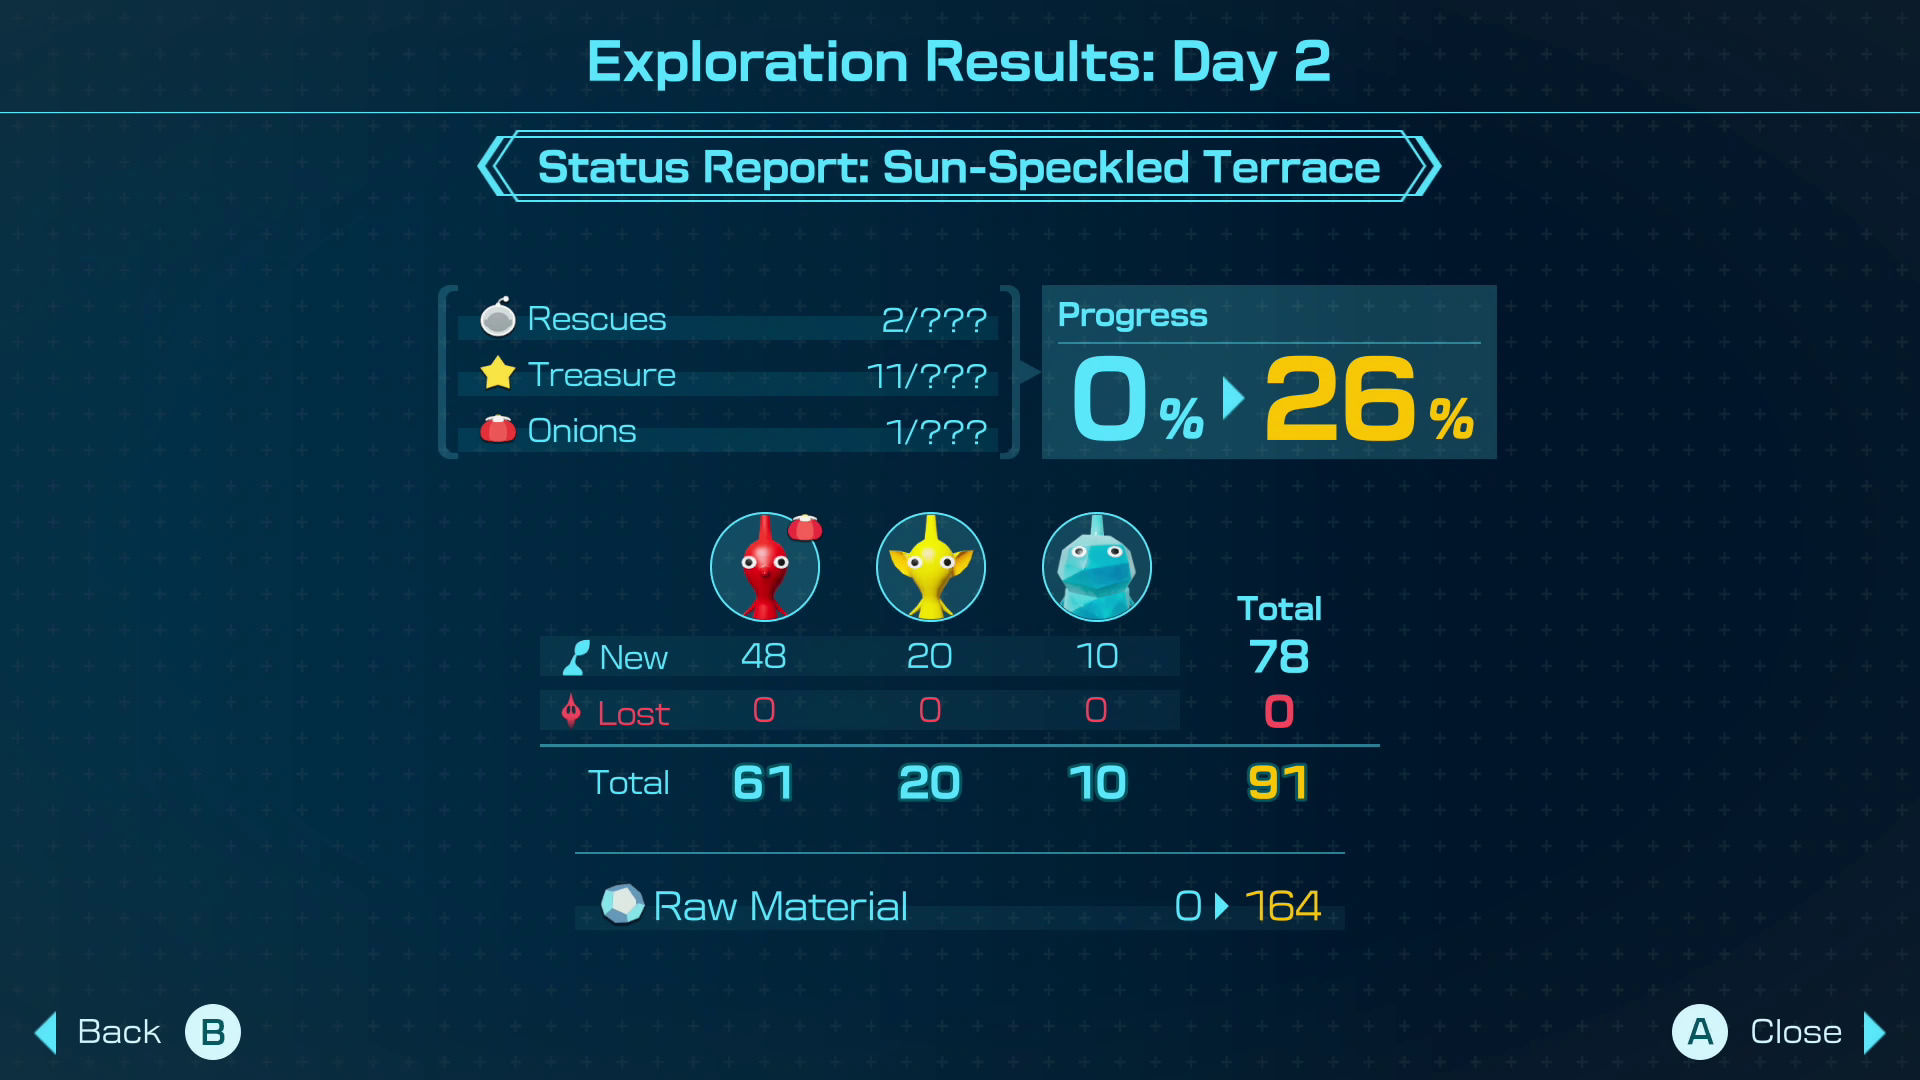 Exploration Results: Day 2
Status Report: Sun-Speckled Terrace
Rescues 2/???
Treasure 11/???
Onions 1/???
Progress
0% 26%
Total
New 48 20 10 78
Lost 0 0 0 0
Total 61 20 10 91
Raw Material 0 164
Back B
A Close